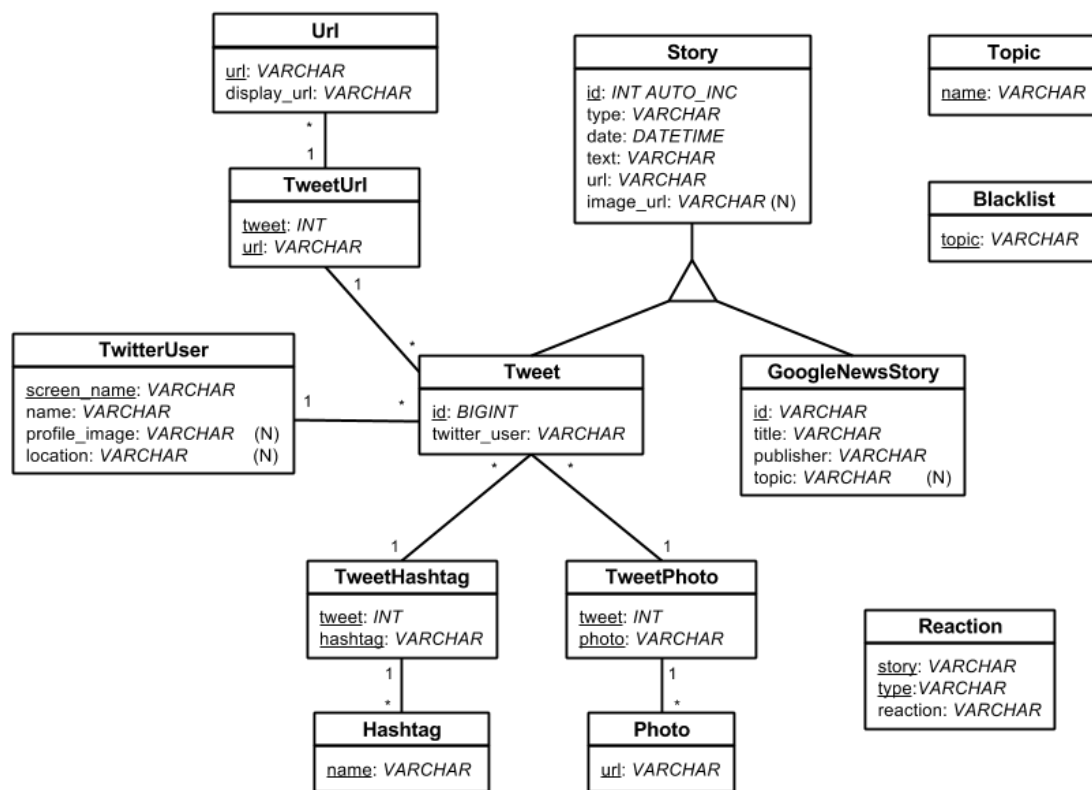 Url
url: VARCHAR
display_url: VARCHAR
*
1
TweetUrl
tweet: INT
url: VARCHAR
1
*
Story
id: INT AUTO_INC
type: VARCHAR
date: DATETIME
text: VARCHAR
url: VARCHAR
image_url: VARCHAR (N)
Topic
name: VARCHAR
Blacklist
topic: VARCHAR
TwitterUser
screen_name: VARCHAR
name: VARCHAR
profile_image: VARCHAR (N)
location: VARCHAR (N)
1
*
Tweet
id: BIGINT
twitter_user: VARCHAR
*
*
GoogleNewsStory
id: VARCHAR
title: VARCHAR
publisher: VARCHAR
topic: VARCHAR (N)
1
1
TweetHashtag
tweet: INT
hashtag: VARCHAR
1
*
Hashtag
name: VARCHAR
TweetPhoto
tweet: INT
photo: VARCHAR
1
*
Photo
url: VARCHAR
Reaction
story: VARCHAR
type:VARCHAR
reaction: VARCHAR